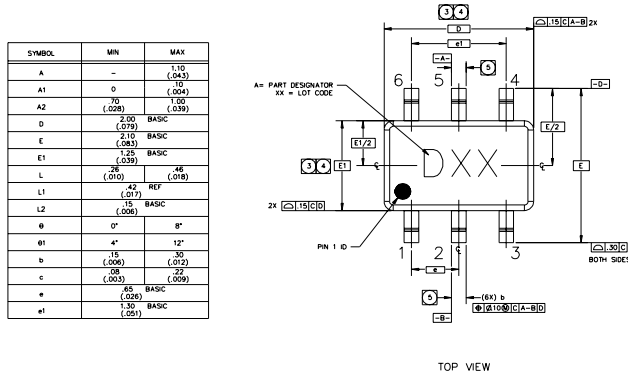 SYMBOL MIN MAX
A – 1.10 (.043)
A1 0 .10 (.004)
A2 .70 (.028) 1.00 (.039)
D 2.00 (.079) BASIC
E 2.10 (.083) BASIC
E1 1.25 (.039) BASIC
L .26 (.010) .46 (.018)
L1 .42 (.017) REF
L2 .15 (.006) BASIC
θ 0° 8°
θ1 4° 12°
b .15 (.006) .30 (.012)
c .08 (.003) .22 (.009)
e .65 (.026) BASIC
e1 1.30 (.051) BASIC
3 4
D
⌓ .15 C A-B 2X
e1
-A-
5
6 5 4
-D-
A= PART DESIGNATOR
XX = LOT CODE
E1/2
E/2
3 4 E1
DXX
E
2X ⌓ .15 C D
PIN 1 ID
1 2 3
⌓ .30 C
BOTH SIDES
e
5
(6X) b
⌖ Ø.10 Ⓜ C A-B D
-B-
TOP VIEW